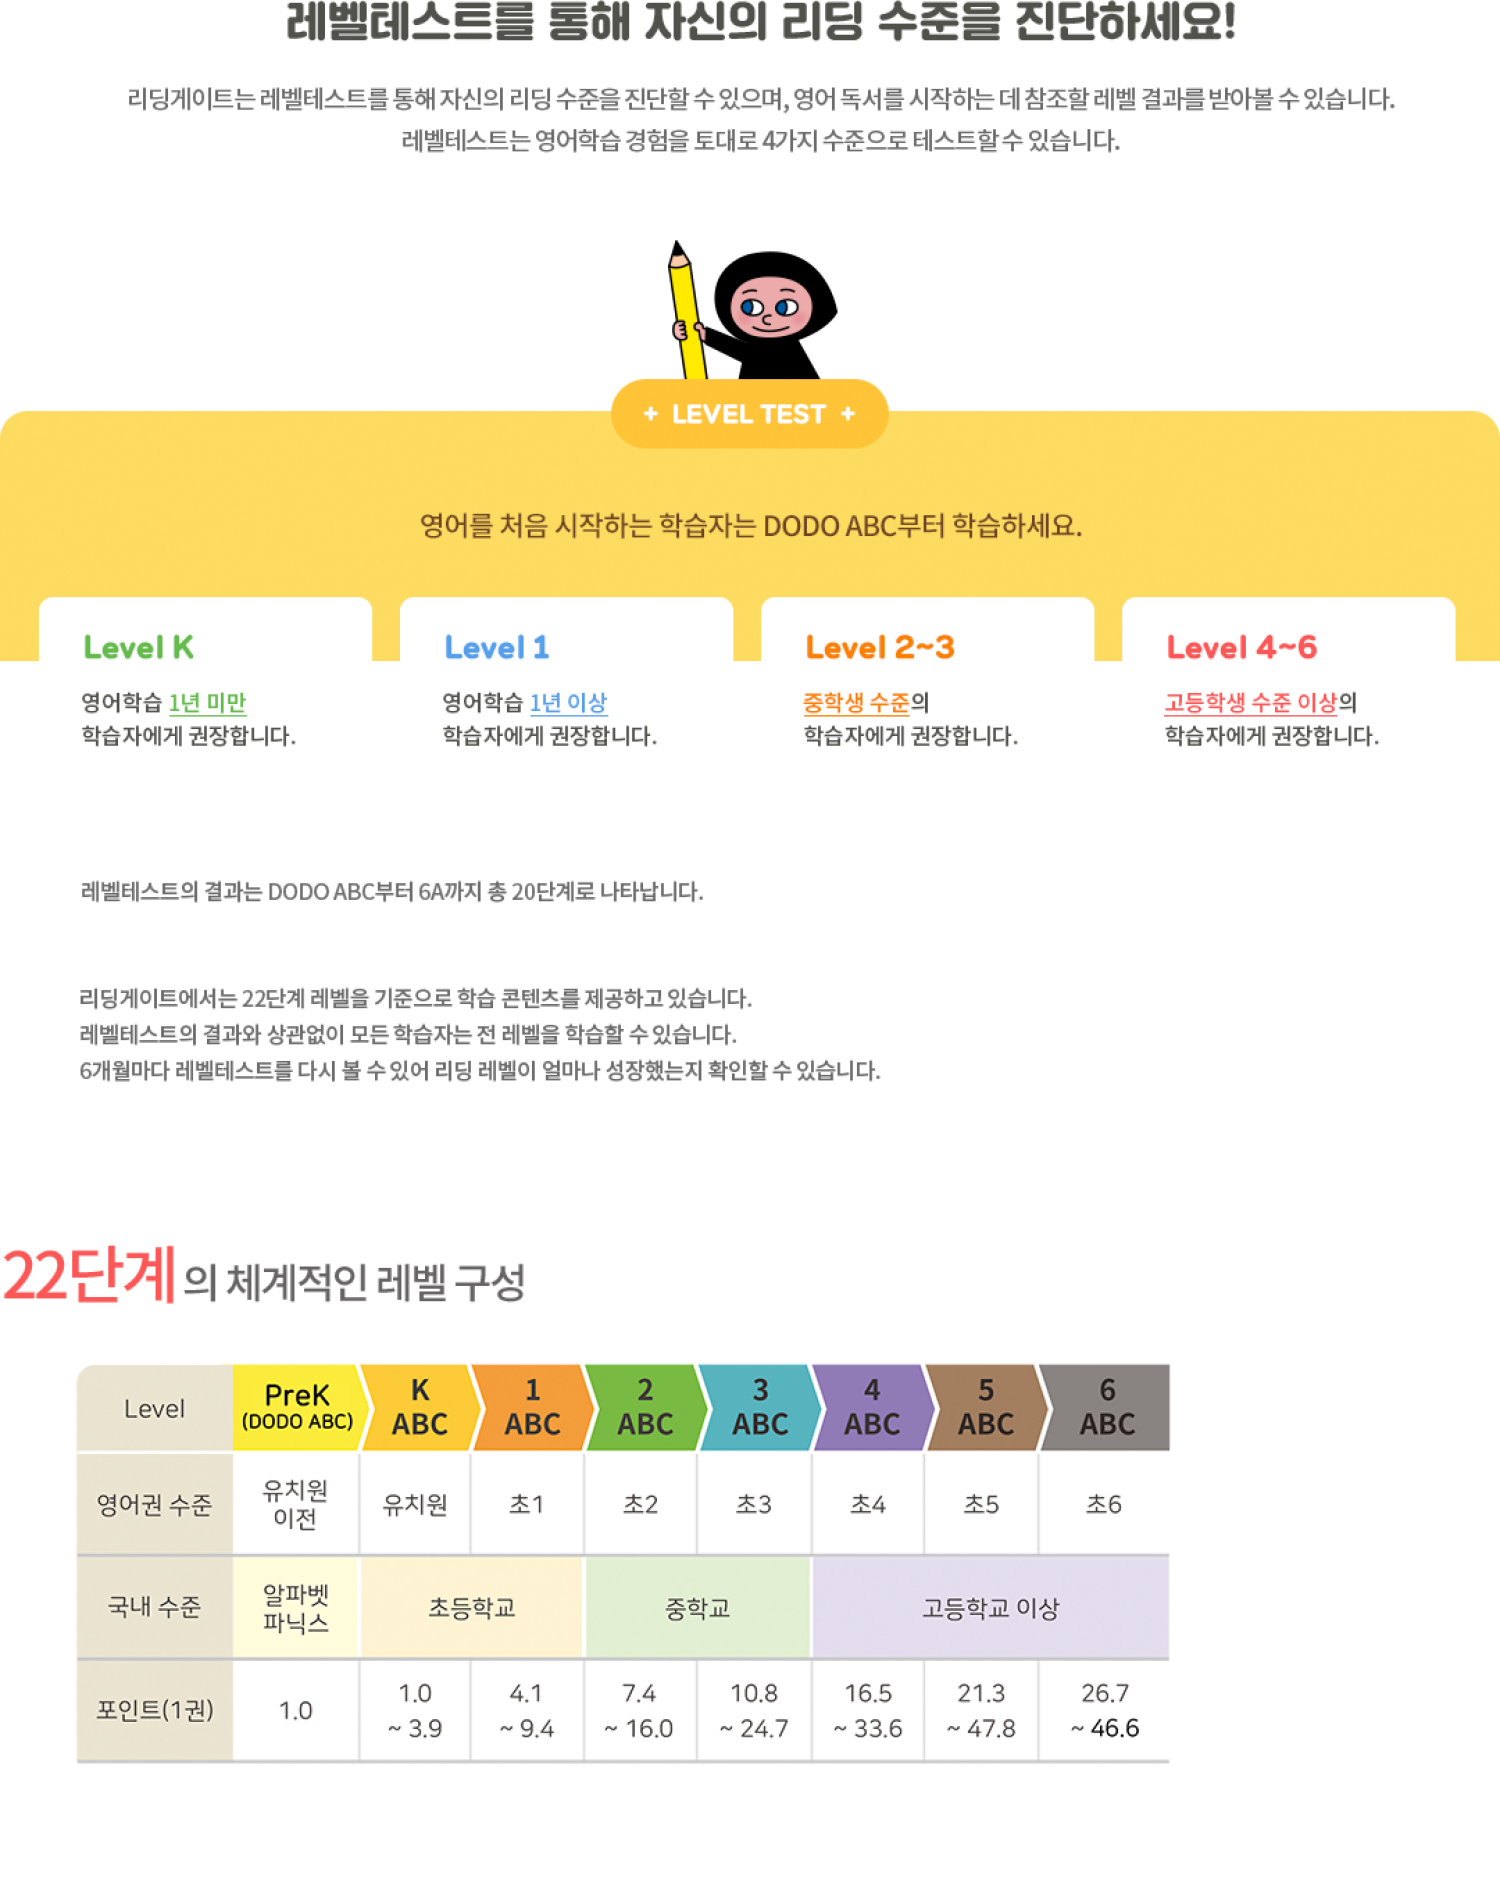 레벨테스트를 통해 자신의 리딩 수준을 진단하세요!
리딩게이트는 레벨테스트를 통해 자신의 리딩 수준을 진단할 수 있으며, 영어 독서를 시작하는 데 참조할 레벨 결과를 받아볼 수 있습니다.
레벨테스트는 영어학습 경험을 토대로 4가지 수준으로 테스트할 수 있습니다.
+ LEVEL TEST +
영어를 처음 시작하는 학습자는 DODO ABC부터 학습하세요.
Level K
영어학습 1년 미만
학습자에게 권장합니다.
Level 1
영어학습 1년 이상
학습자에게 권장합니다.
Level 2~3
중학생 수준의
학습자에게 권장합니다.
Level 4~6
고등학생 수준 이상의
학습자에게 권장합니다.
레벨테스트의 결과는 DODO ABC부터 6A까지 총 20단계로 나타납니다.
리딩게이트에서는 22단계 레벨을 기준으로 학습 콘텐츠를 제공하고 있습니다.
레벨테스트의 결과와 상관없이 모든 학습자는 전 레벨을 학습할 수 있습니다.
6개월마다 레벨테스트를 다시 볼 수 있어 리딩 레벨이 얼마나 성장했는지 확인할 수 있습니다.
22단계의 체계적인 레벨 구성
Level
PreK
(DODO ABC)
K
ABC
1
ABC
2
ABC
3
ABC
4
ABC
5
ABC
6
ABC
영어권 수준
유치원
이전
유치원
초1
초2
초3
초4
초5
초6
국내 수준
알파벳
파닉스
초등학교
중학교
고등학교 이상
포인트(1권)
1.0
1.0
~ 3.9
4.1
~ 9.4
7.4
~ 16.0
10.8
~ 24.7
16.5
~ 33.6
21.3
~ 47.8
26.7
~ 46.6